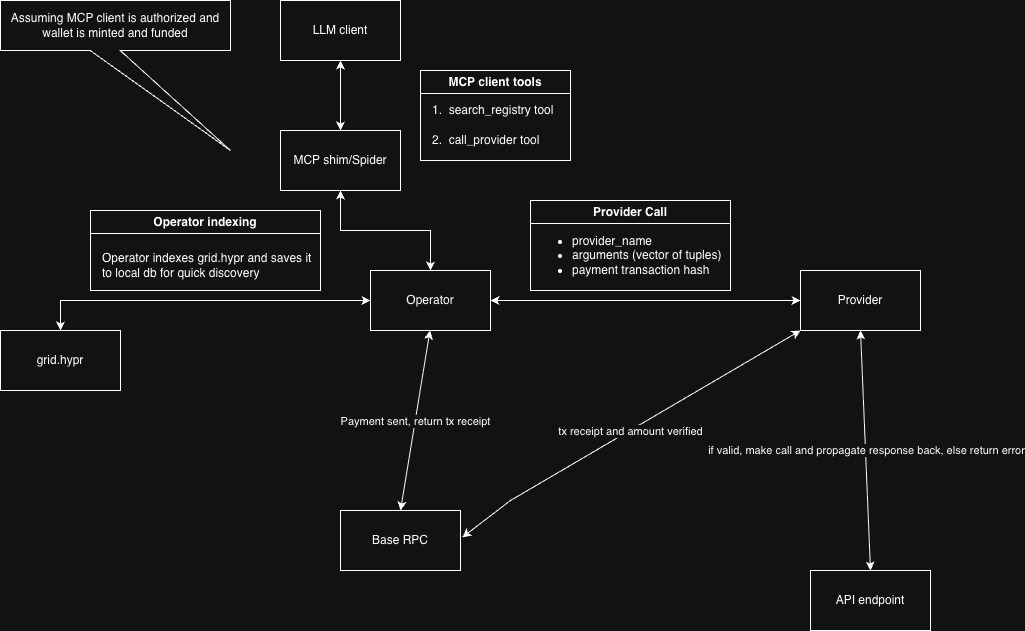 Assuming MCP client is authorized and
wallet is minted and funded
LLM client
MCP client tools
1. search_registry tool
2. call_provider tool
MCP shim/Spider
Operator indexing
Operator indexes grid.hypr and saves it
to local db for quick discovery
Provider Call
• provider_name
• arguments (vector of tuples)
• payment transaction hash
Operator
Provider
grid.hypr
Payment sent, return tx receipt
tx receipt and amount verified
if valid, make call and propagate response back, else return error
Base RPC
API endpoint